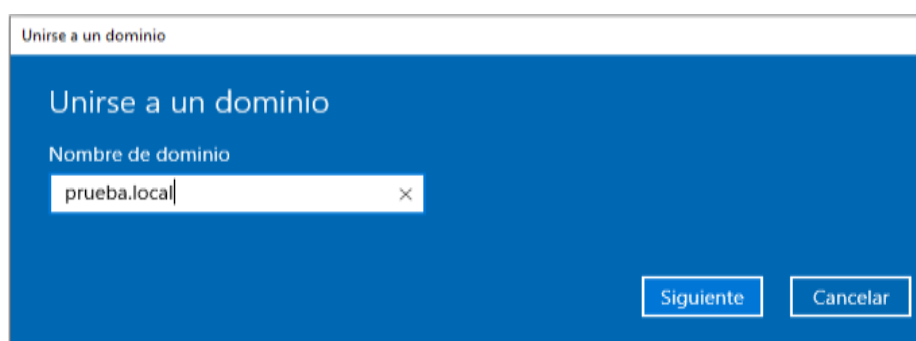 Unirse a un dominio
Unirse a un dominio
Nombre de dominio
prueba.local
Siguiente Cancelar